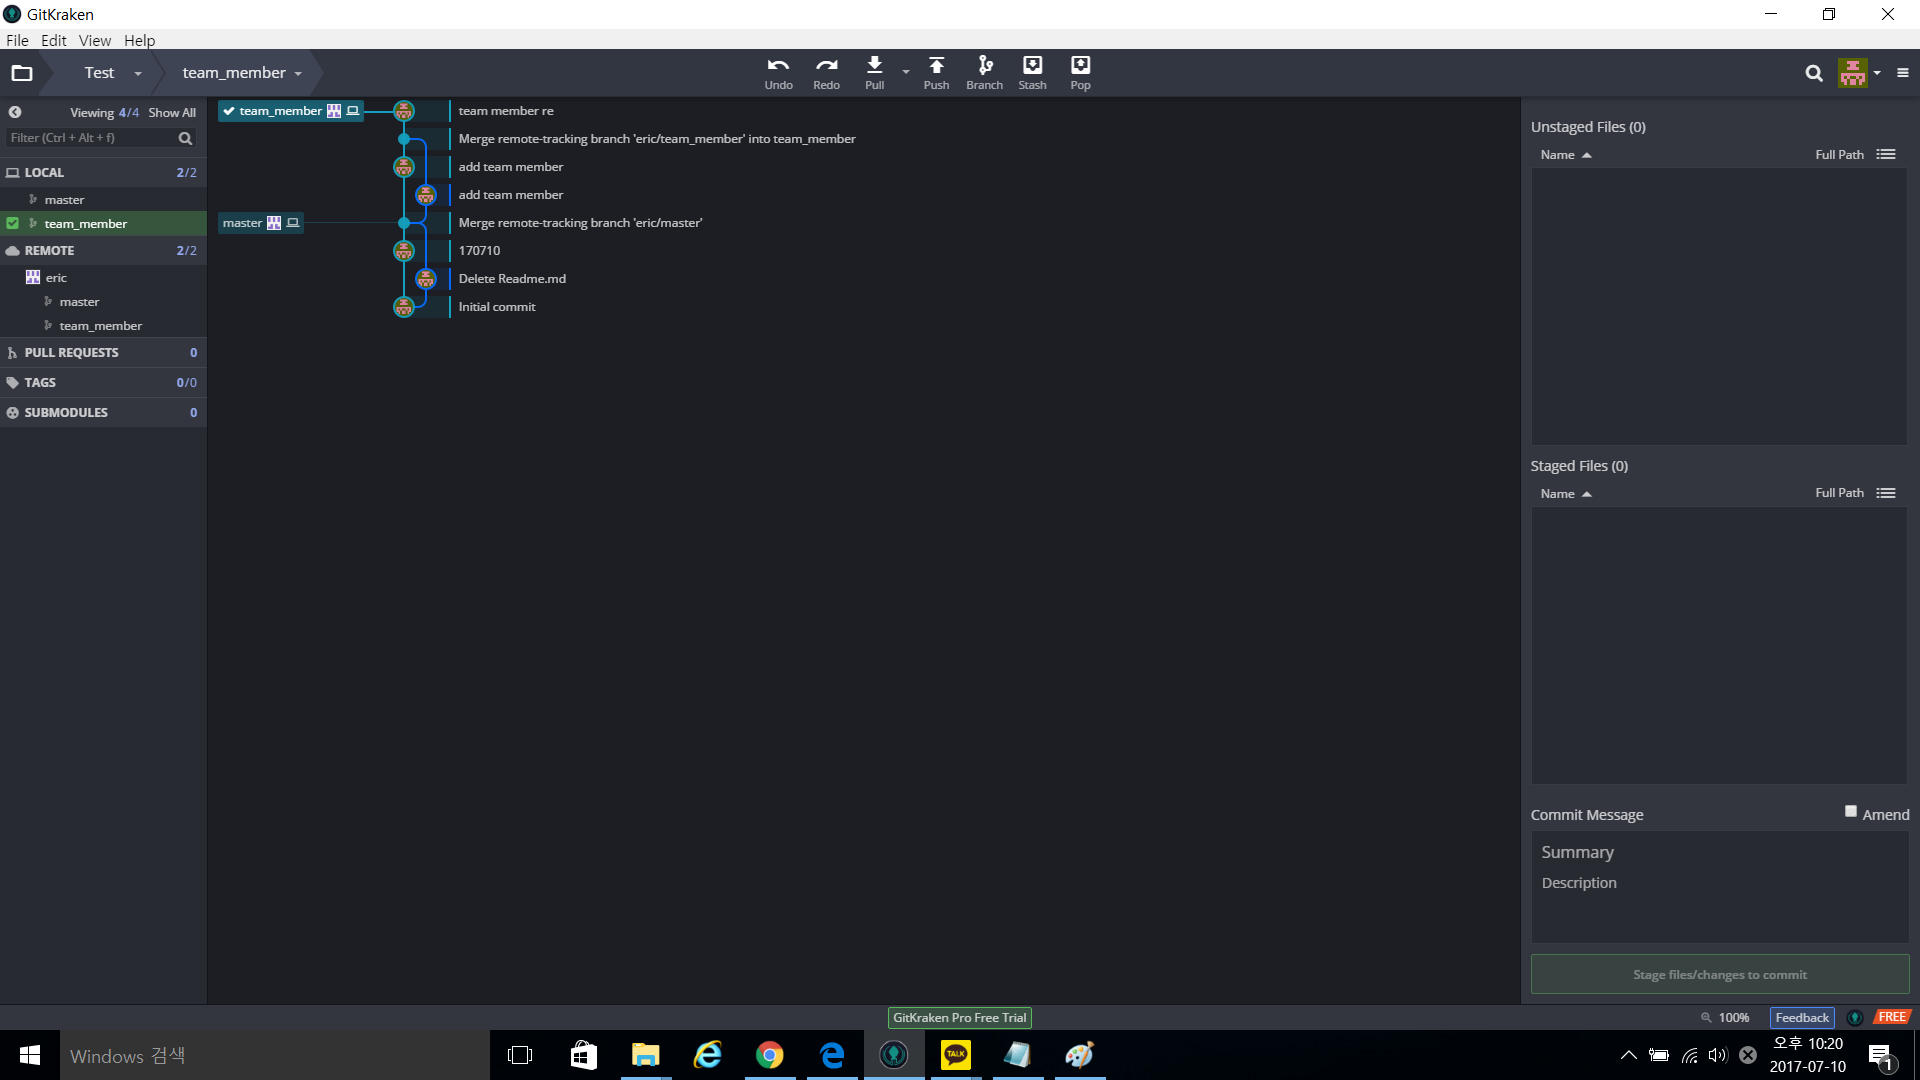 GitKraken
File Edit View Help
Test team_member Undo Redo Pull Push Branch Stash Pop
Viewing 4/4 Show All
Filter (Ctrl + Alt + f)
LOCAL 2/2
master
team_member
REMOTE 2/2
eric
master
team_member
PULL REQUESTS 0
TAGS 0/0
SUBMODULES 0
team_member team member re
Merge remote-tracking branch 'eric/team_member' into team_member
add team member
add team member
master Merge remote-tracking branch 'eric/master'
170710
Delete Readme.md
Initial commit
Unstaged Files (0)
Name Full Path
Staged Files (0)
Name Full Path
Commit Message Amend
Summary
Description
Stage files/changes to commit
GitKraken Pro Free Trial 100% Feedback FREE
Windows 검색
TALK
오후 10:20
2017-07-10
1